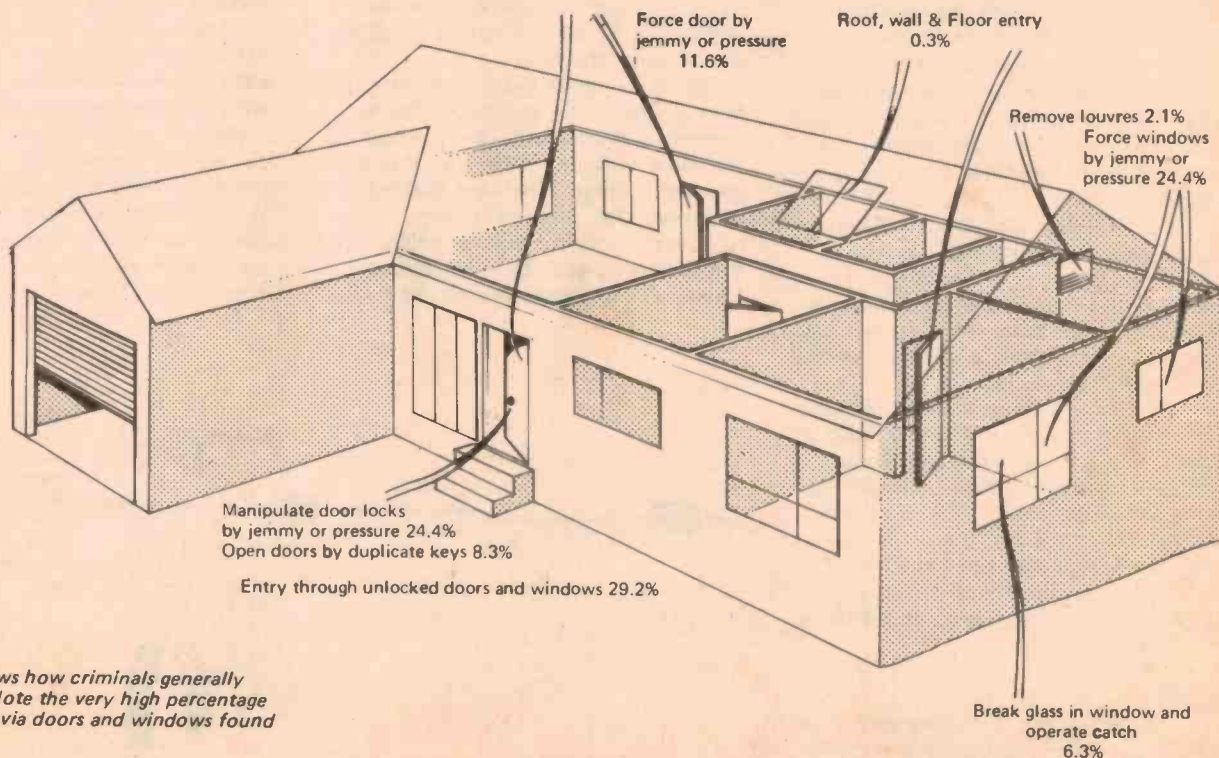 Force door by
jemmy or pressure
11.6%
Roof, wall & Floor entry
0.3%
Remove louvres 2.1%
Force windows
by jemmy or
pressure 24.4%
Manipulate door locks
by jemmy or pressure 24.4%
Open doors by duplicate keys 8.3%
Entry through unlocked doors and windows 29.2%
ws how criminals generally
lote the very high percentage
via doors and windows found
Break glass in window and
operate catch
6.3%